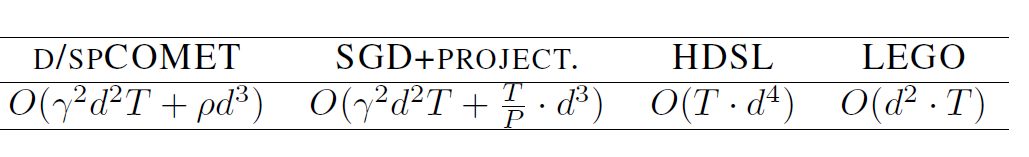 D/SPCOMET SGD+PROJECT. HDSL LEGO
O(γ²d²T + ρd³) O(γ²d²T + T/P · d³) O(T · d⁴) O(d² · T)